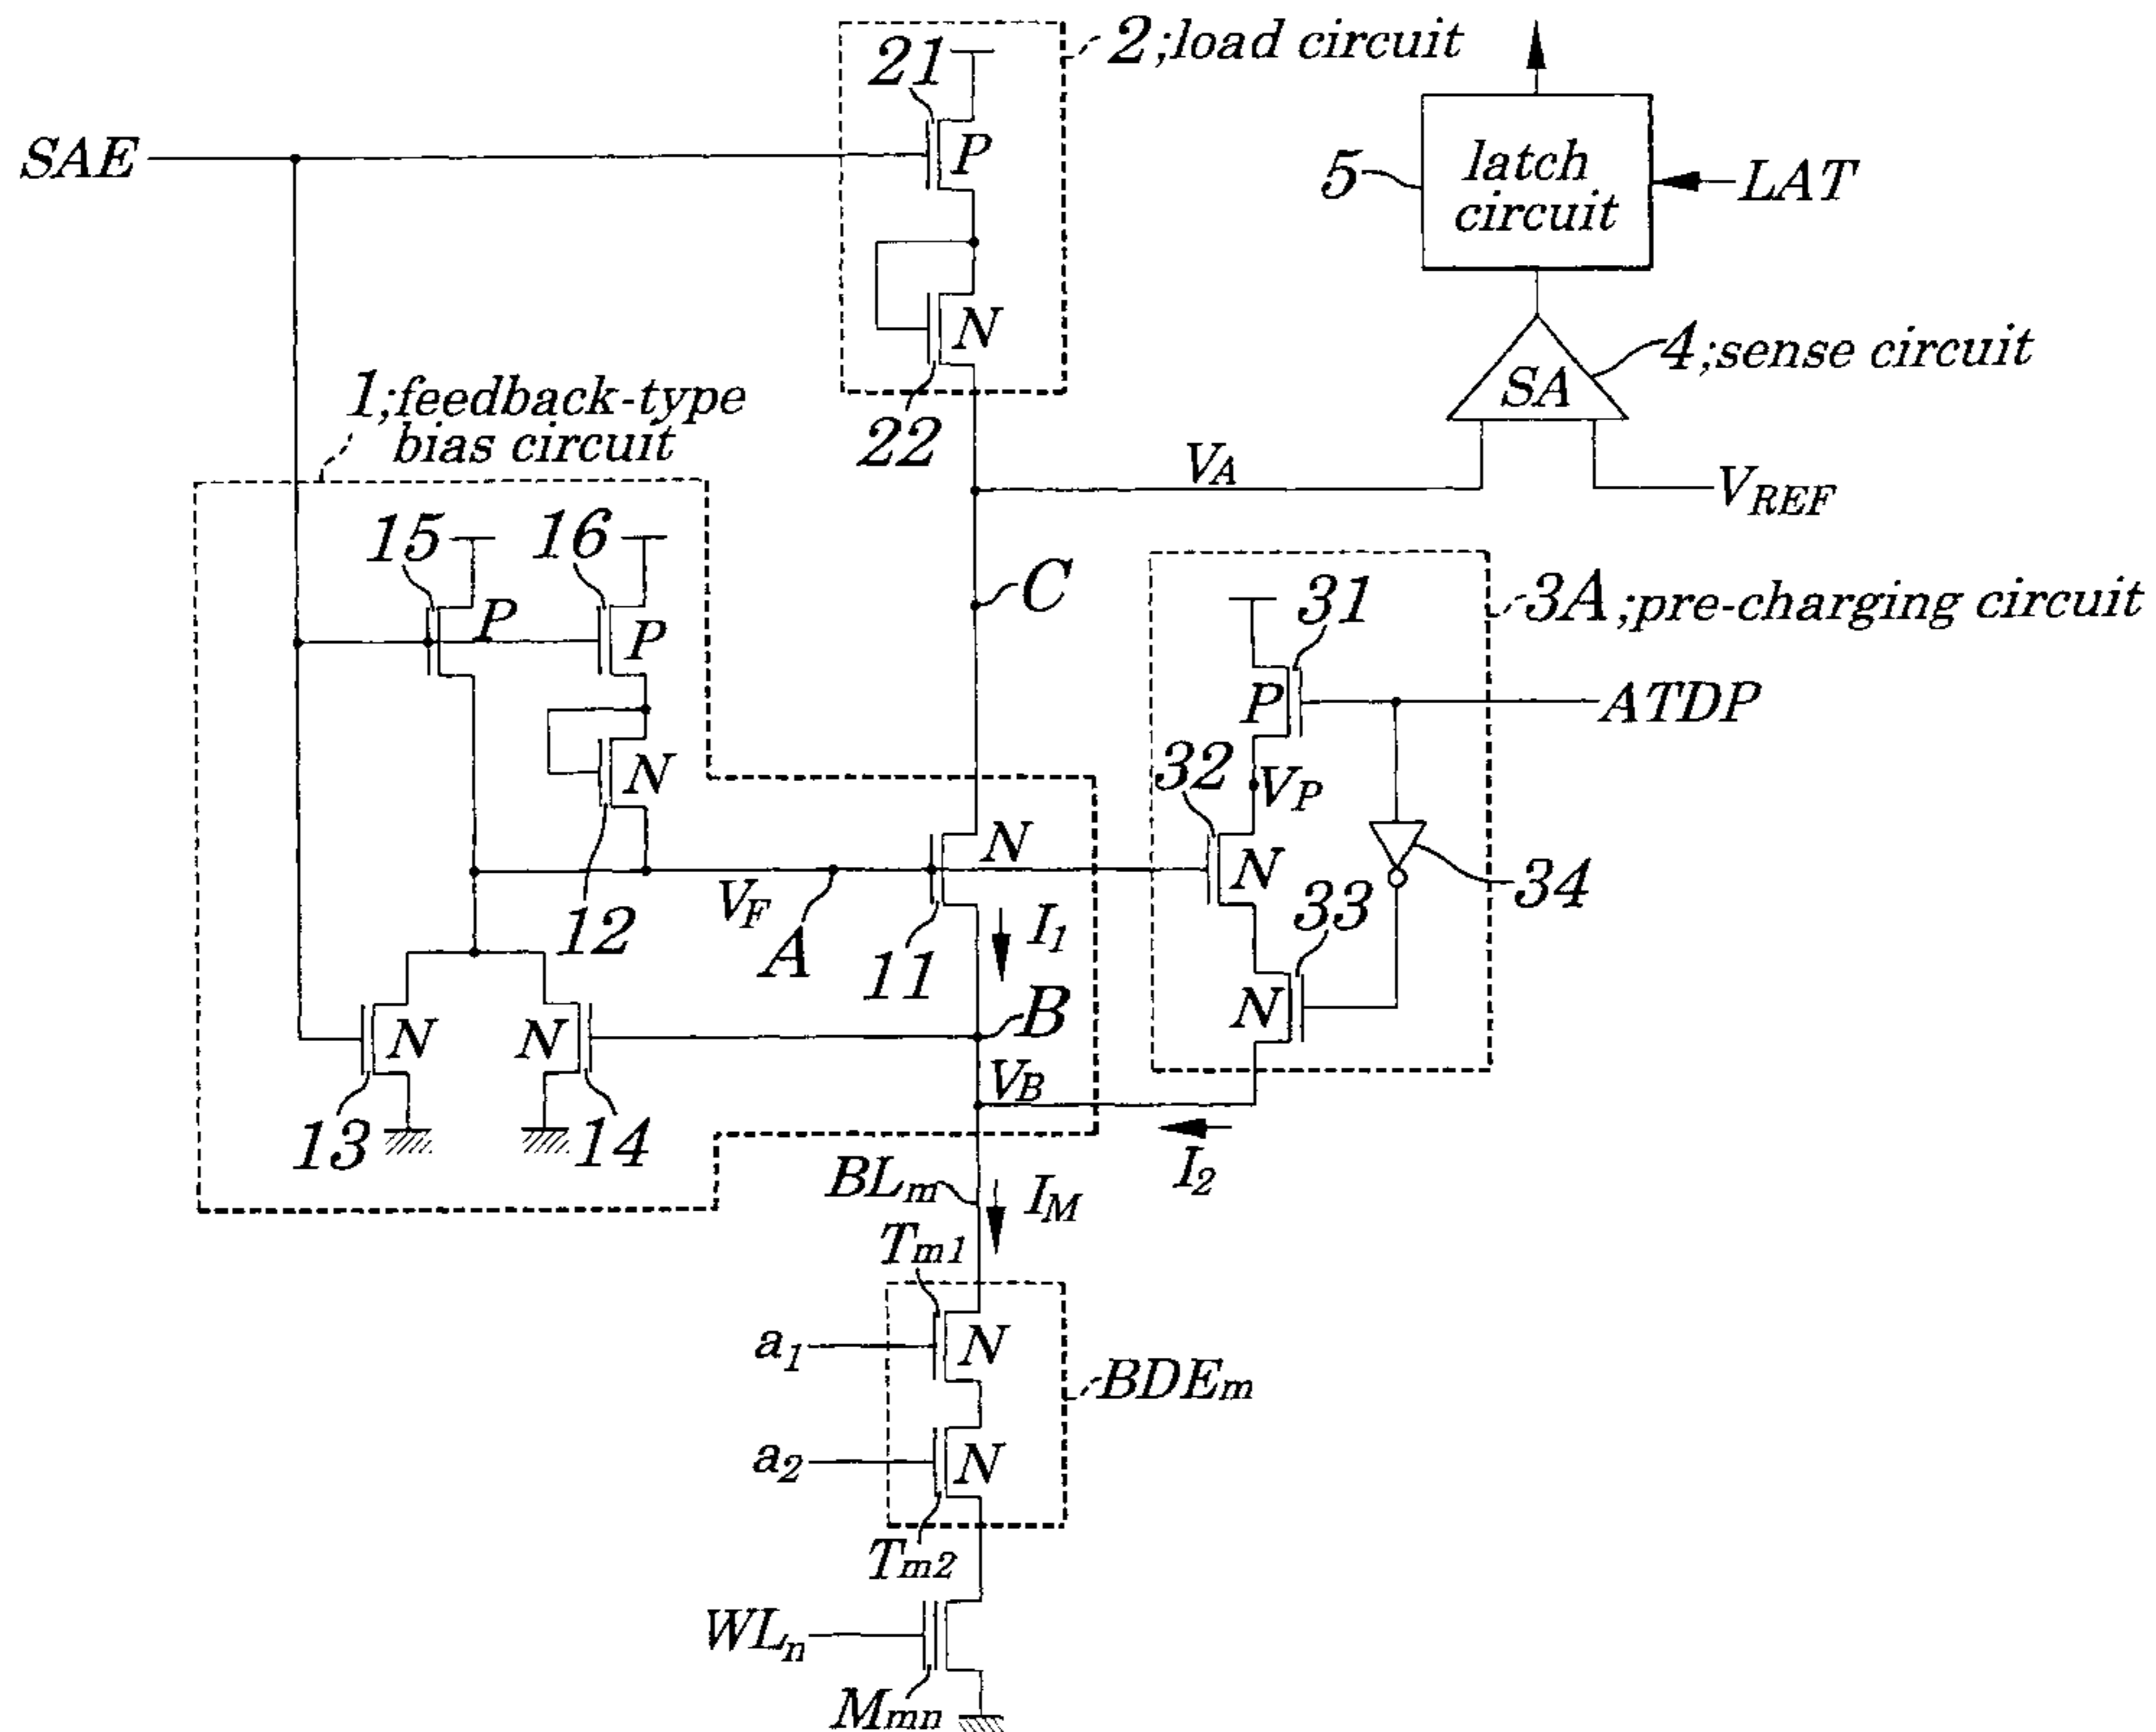 2;load circuit
21
P
SAE
latch
circuit
5
LAT
N
22
SA
4;sense circuit
VREF
VA
1;feedback-type
bias circuit
15
16
P
P
C
31
3A;pre-charging circuit
P
ATDP
32
VP
N
12
N
34
VF
A
11
N
33
I1
N
B
N
N
VB
13
14
I2
BLm
IM
Tm1
a1
N
BDEm
a2
N
Tm2
WLn
Mmn